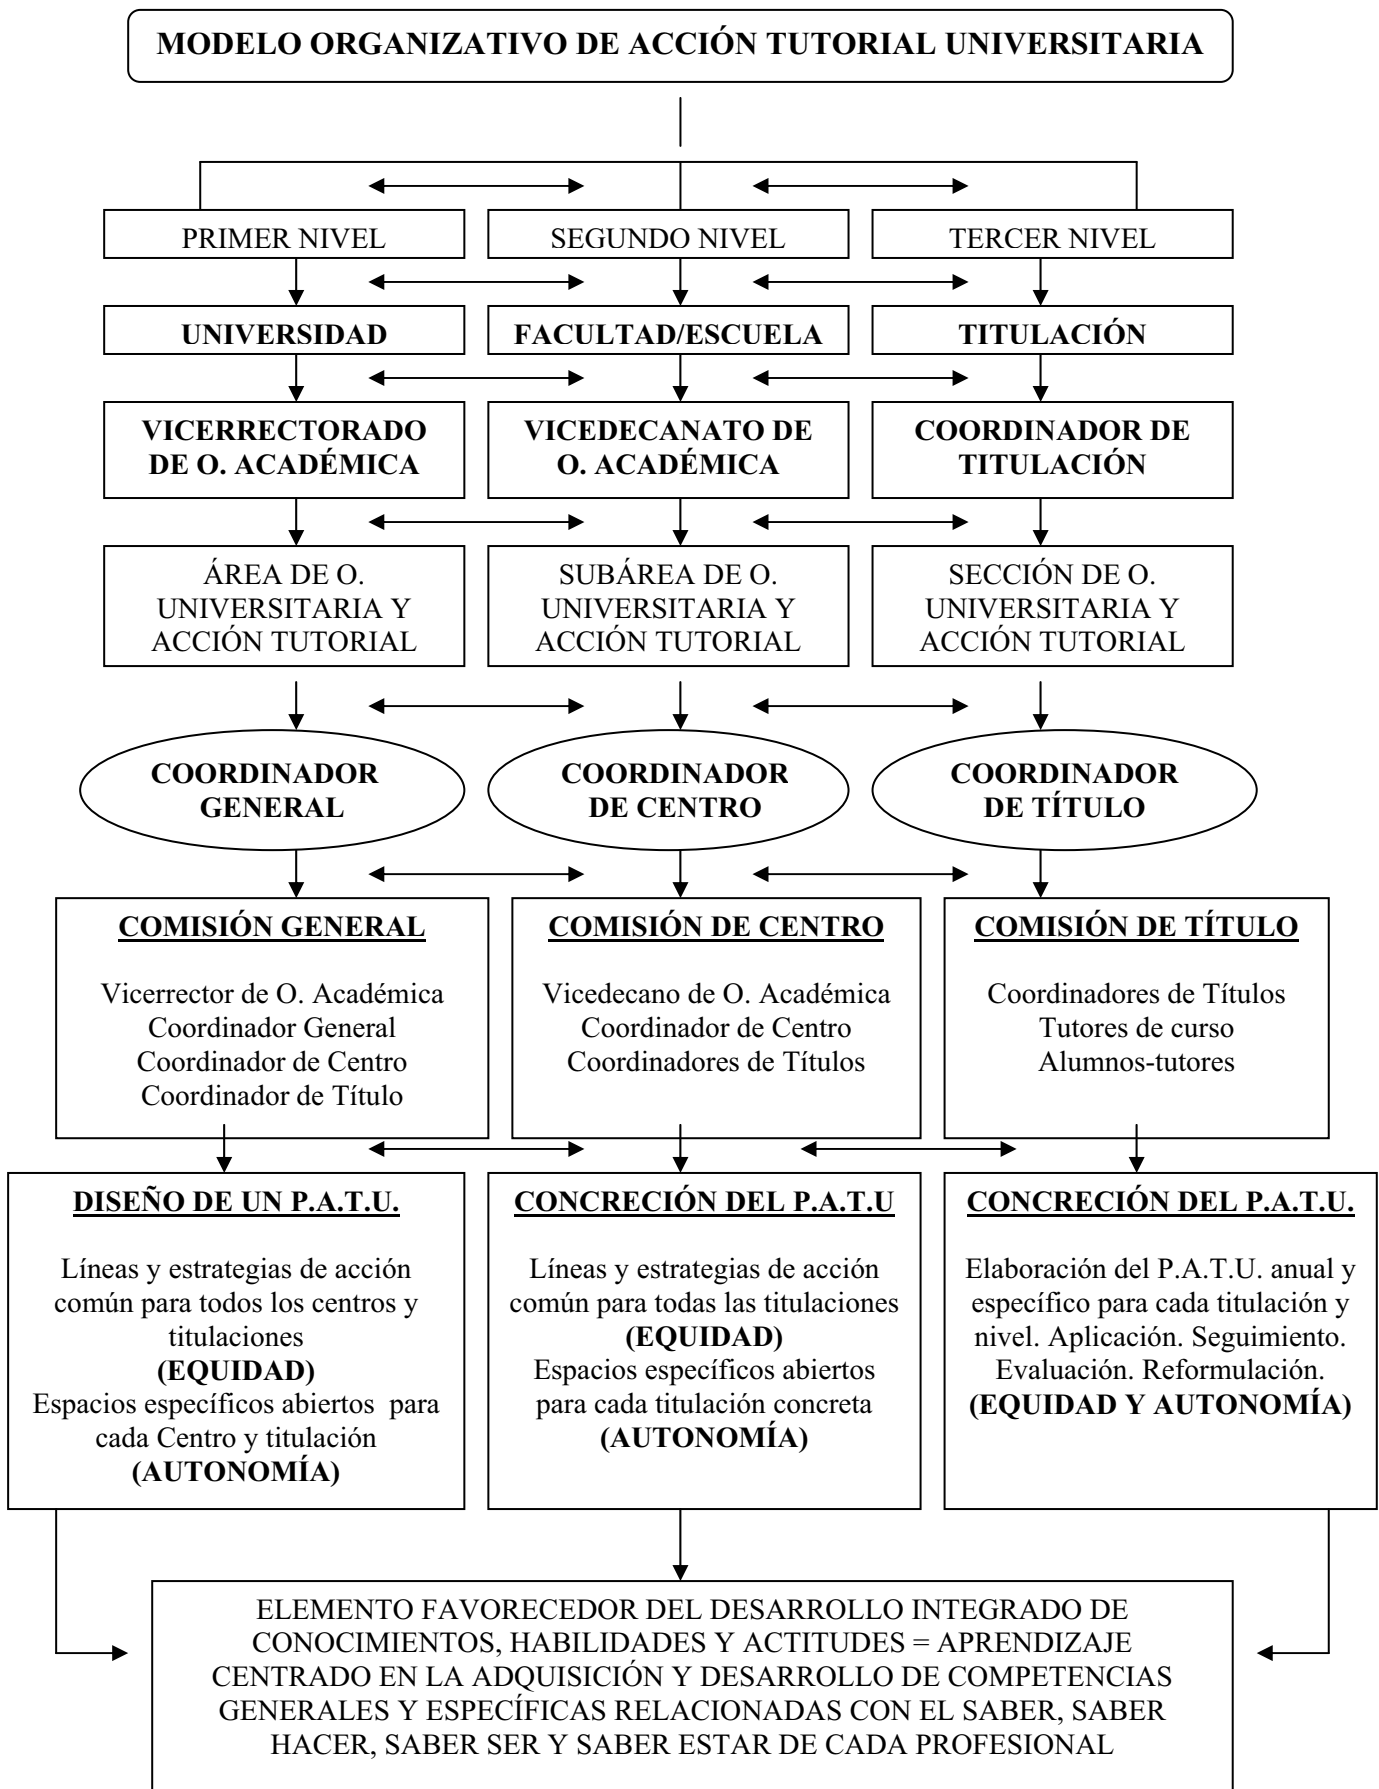 MODELO ORGANIZATIVO DE ACCIÓN TUTORIAL UNIVERSITARIA
PRIMER NIVEL
SEGUNDO NIVEL
TERCER NIVEL
UNIVERSIDAD
FACULTAD/ESCUELA
TITULACIÓN
VICERRECTORADO
DE O. ACADÉMICA
VICEDECANATO DE
O. ACADÉMICA
COORDINADOR DE
TITULACIÓN
ÁREA DE O.
UNIVERSITARIA Y
ACCIÓN TUTORIAL
SUBÁREA DE O.
UNIVERSITARIA Y
ACCIÓN TUTORIAL
SECCIÓN DE O.
UNIVERSITARIA Y
ACCIÓN TUTORIAL
COORDINADOR
GENERAL
COORDINADOR
DE CENTRO
COORDINADOR
DE TÍTULO
COMISIÓN GENERAL
Vicerrector de O. Académica
Coordinador General
Coordinador de Centro
Coordinador de Título
COMISIÓN DE CENTRO
Vicedecano de O. Académica
Coordinador de Centro
Coordinadores de Títulos
COMISIÓN DE TÍTULO
Coordinadores de Títulos
Tutores de curso
Alumnos-tutores
DISEÑO DE UN P.A.T.U.
Líneas y estrategias de acción
común para todos los centros y
titulaciones
(EQUIDAD)
Espacios específicos abiertos para
cada Centro y titulación
(AUTONOMÍA)
CONCRECIÓN DEL P.A.T.U
Líneas y estrategias de acción
común para todas las titulaciones
(EQUIDAD)
Espacios específicos abiertos
para cada titulación concreta
(AUTONOMÍA)
CONCRECIÓN DEL P.A.T.U.
Elaboración del P.A.T.U. anual y
específico para cada titulación y
nivel. Aplicación. Seguimiento.
Evaluación. Reformulación.
(EQUIDAD Y AUTONOMÍA)
ELEMENTO FAVORECEDOR DEL DESARROLLO INTEGRADO DE
CONOCIMIENTOS, HABILIDADES Y ACTITUDES = APRENDIZAJE
CENTRADO EN LA ADQUISICIÓN Y DESARROLLO DE COMPETENCIAS
GENERALES Y ESPECÍFICAS RELACIONADAS CON EL SABER, SABER
HACER, SABER SER Y SABER ESTAR DE CADA PROFESIONAL